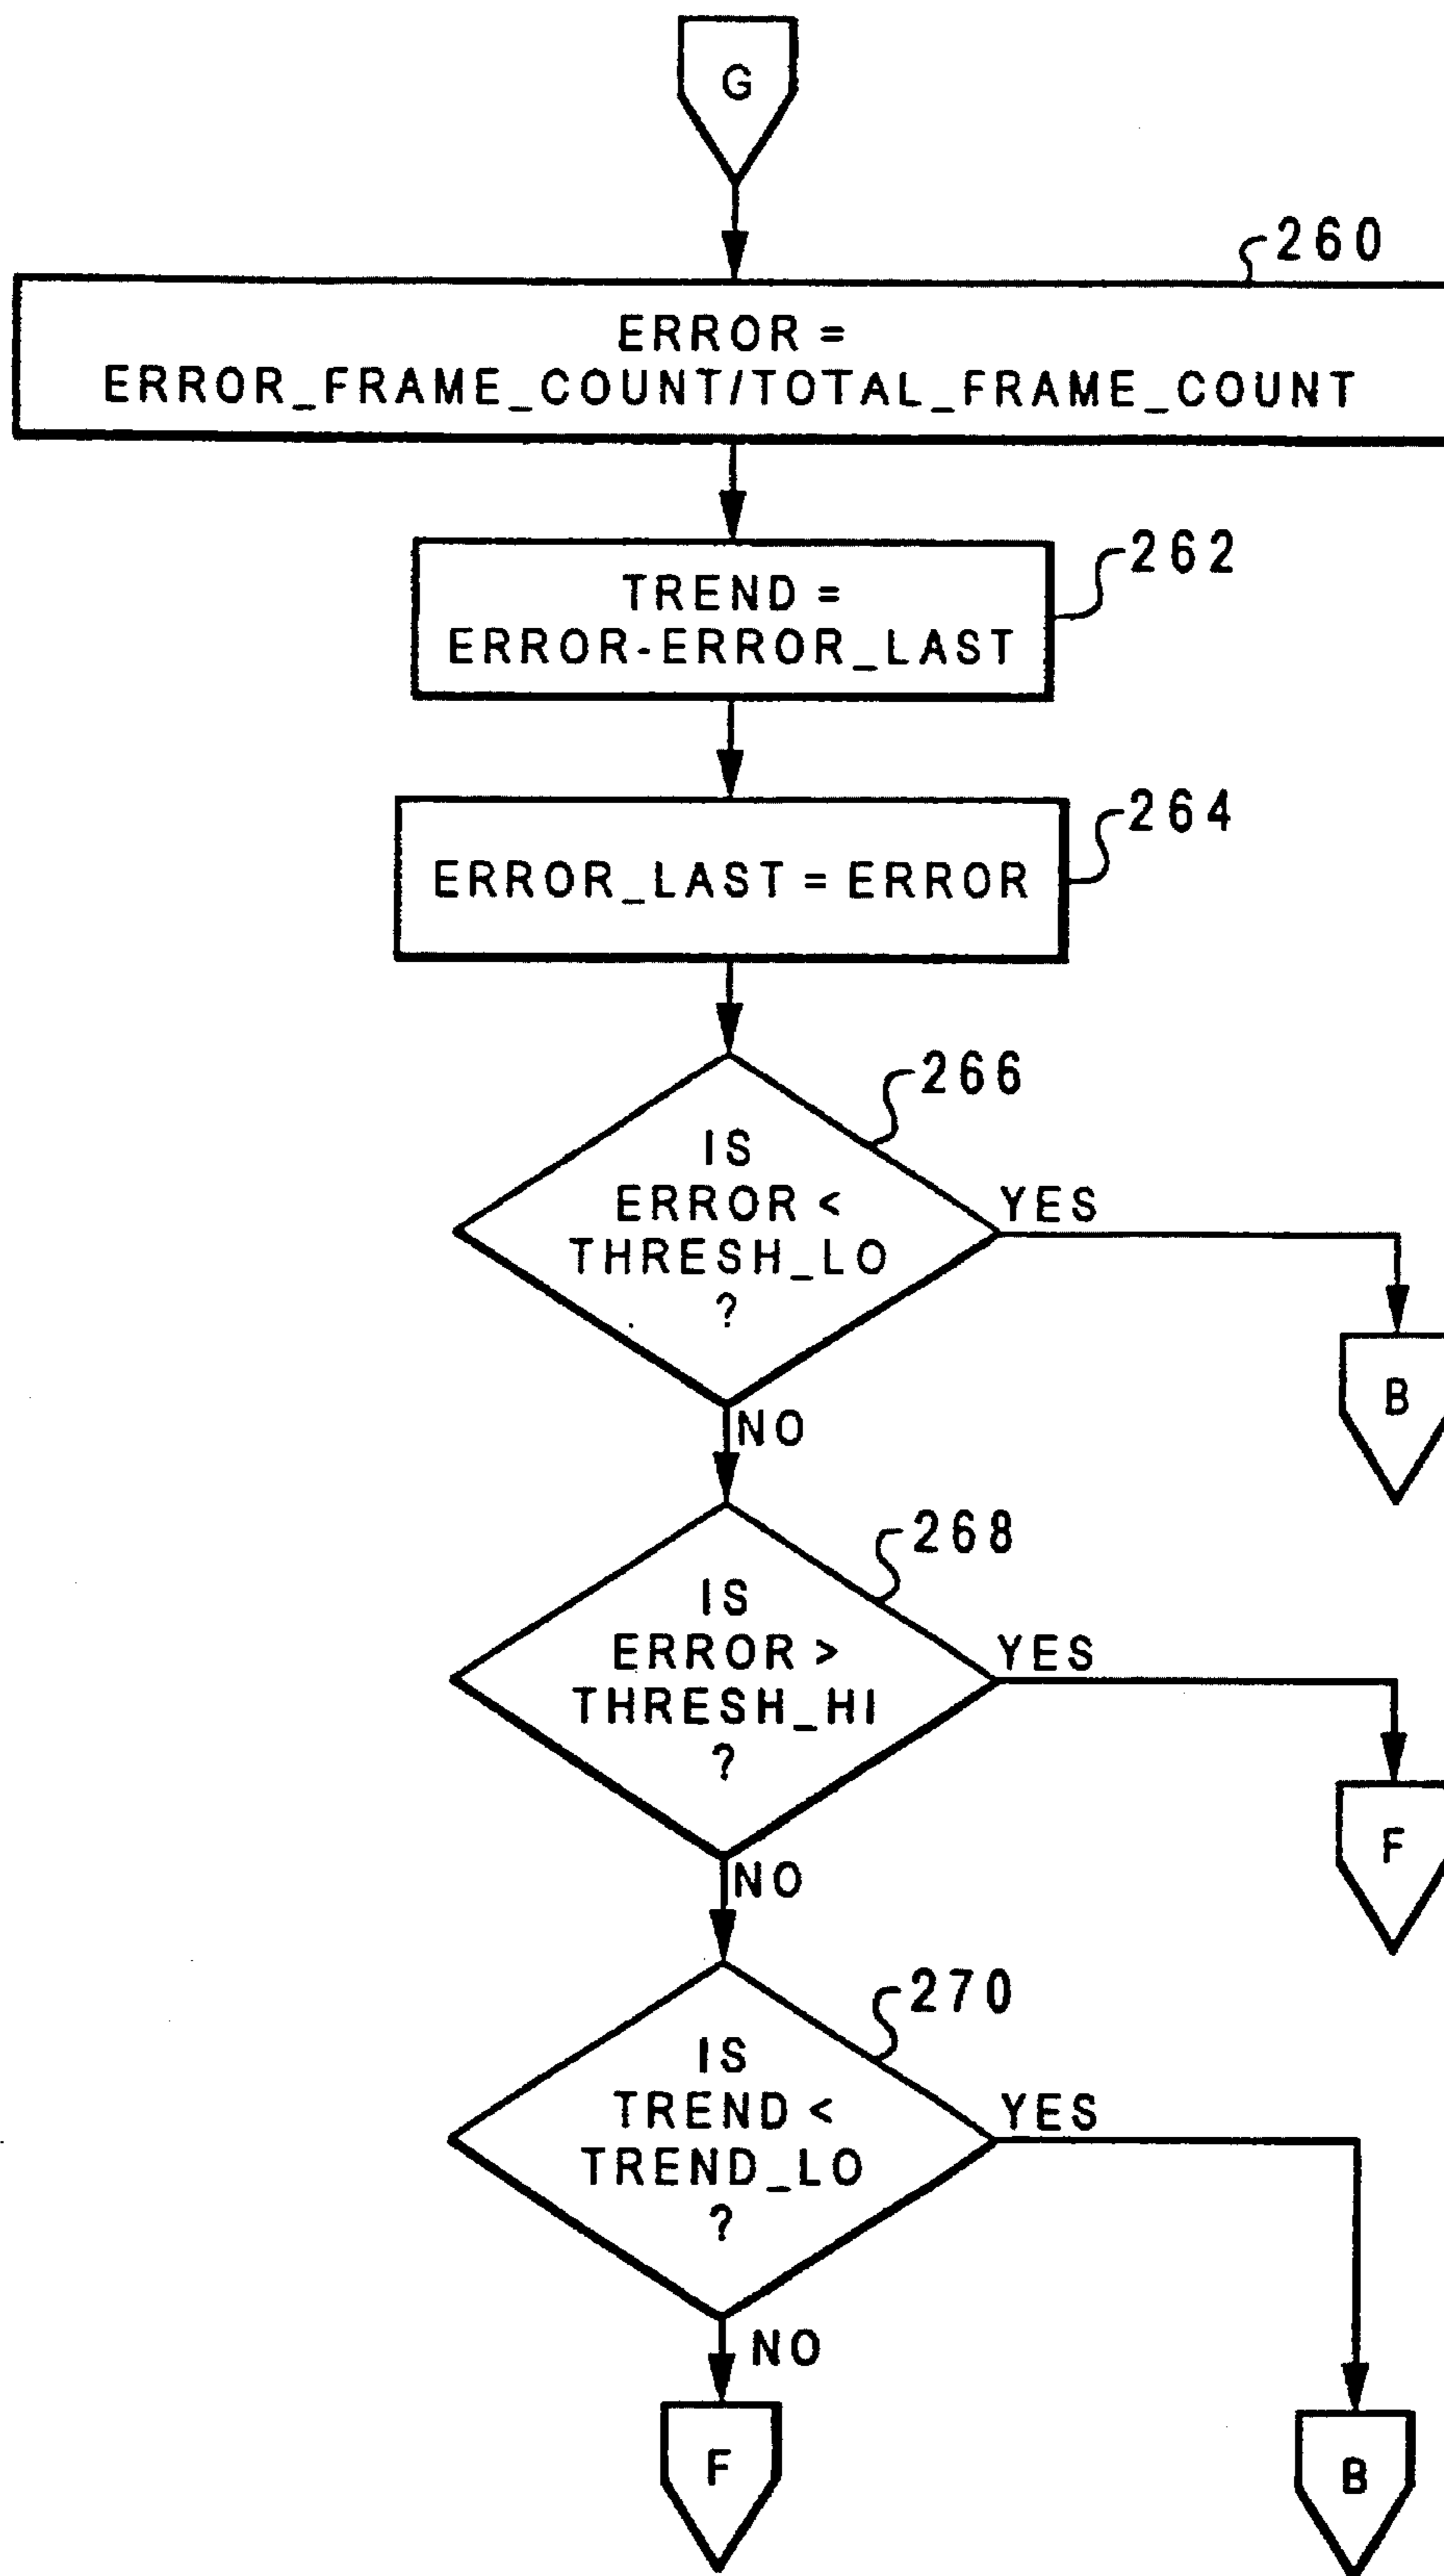 G
260
ERROR =
ERROR_FRAME_COUNT/TOTAL_FRAME_COUNT
262
TREND =
ERROR-ERROR_LAST
264
ERROR_LAST = ERROR
266
IS
ERROR <
THRESH_LO
?
YES
B
NO
268
IS
ERROR >
THRESH_HI
?
YES
F
NO
270
IS
TREND <
TREND_LO
?
YES
NO
F
B